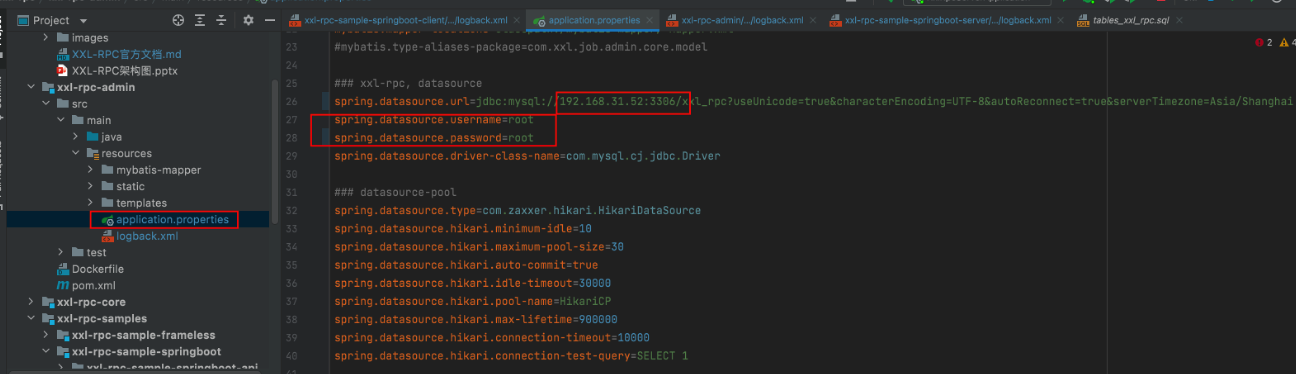 Project
xxl-rpc-sample-springboot-client/.../logback.xml
application.properties
xxl-rpc-admin/.../logback.xml
xxl-rpc-sample-springboot-server/.../logback.xml
tables_xxl_rpc.sql
images
XXL-RPC官方文档.md
XXL-RPC架构图.pptx
xxl-rpc-admin
src
main
java
resources
mybatis-mapper
static
templates
application.properties
logback.xml
test
Dockerfile
pom.xml
xxl-rpc-core
xxl-rpc-samples
xxl-rpc-sample-frameless
xxl-rpc-sample-springboot
xxl-rpc-sample-springboot-api
2 4
23 #mybatis.type-aliases-package=com.xxl.job.admin.core.model
24
25 ### xxl-rpc, datasource
26 spring.datasource.url=jdbc:mysql://192.168.31.52:3306/xxl_rpc?useUnicode=true&characterEncoding=UTF-8&autoReconnect=true&serverTimezone=Asia/Shanghai
27 spring.datasource.username=root
28 spring.datasource.password=root
29 spring.datasource.driver-class-name=com.mysql.cj.jdbc.Driver
30
31 ### datasource-pool
32 spring.datasource.type=com.zaxxer.hikari.HikariDataSource
33 spring.datasource.hikari.minimum-idle=10
34 spring.datasource.hikari.maximum-pool-size=30
35 spring.datasource.hikari.auto-commit=true
36 spring.datasource.hikari.idle-timeout=30000
37 spring.datasource.hikari.pool-name=HikariCP
38 spring.datasource.hikari.max-lifetime=900000
39 spring.datasource.hikari.connection-timeout=10000
40 spring.datasource.hikari.connection-test-query=SELECT 1